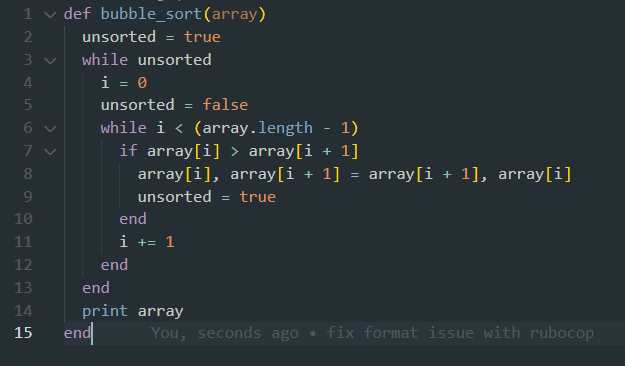 1 def bubble_sort(array)
2   unsorted = true
3   while unsorted
4     i = 0
5     unsorted = false
6     while i < (array.length - 1)
7       if array[i] > array[i + 1]
8         array[i], array[i + 1] = array[i + 1], array[i]
9         unsorted = true
10       end
11       i += 1
12     end
13   end
14   print array
15 end You, seconds ago • fix format issue with rubocop